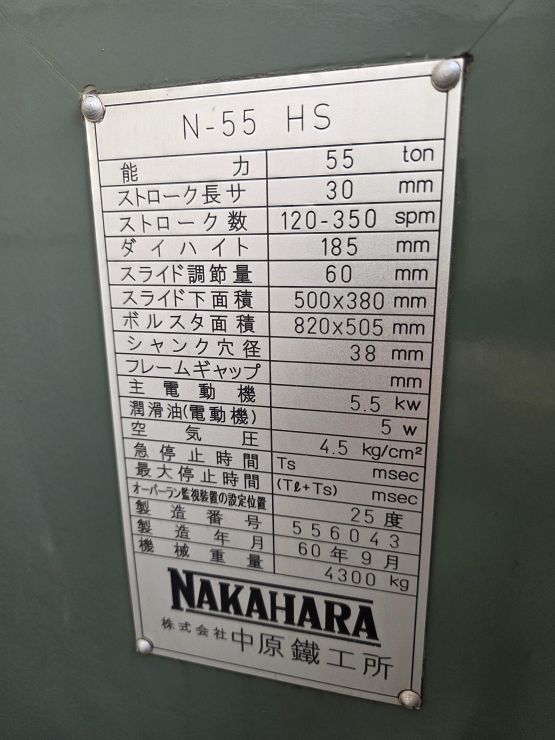 N-55 HS
能力 55 ton
ストローク長サ 30 mm
ストローク数 120-350 spm
ダイハイト 185 mm
スライド調節量 60 mm
スライド下面積 500x380 mm
ボルスタ面積 820x505 mm
シャンク穴径 38 mm
フレームギャップ mm
主電動機 5.5 kw
潤滑油(電動機) 5 w
空気圧 4.5 kg/cm²
急停止時間 Ts msec
最大停止時間 (Tℓ+Ts) msec
オーバーラン監視装置の設定位置 25度
製造番号 556043
製造年月 60年9月
機械重量 4300 kg
NAKAHARA
株式会社 中原鐵工所